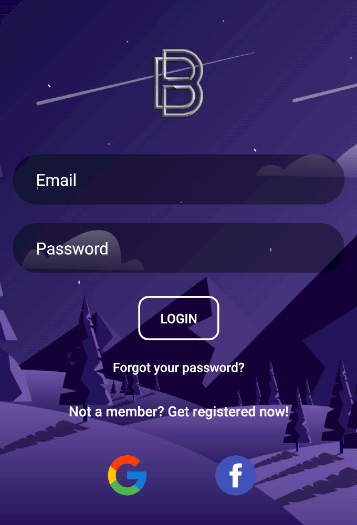 B
Email
Password
LOGIN
Forgot your password?
Not a member? Get registered now!
G
f